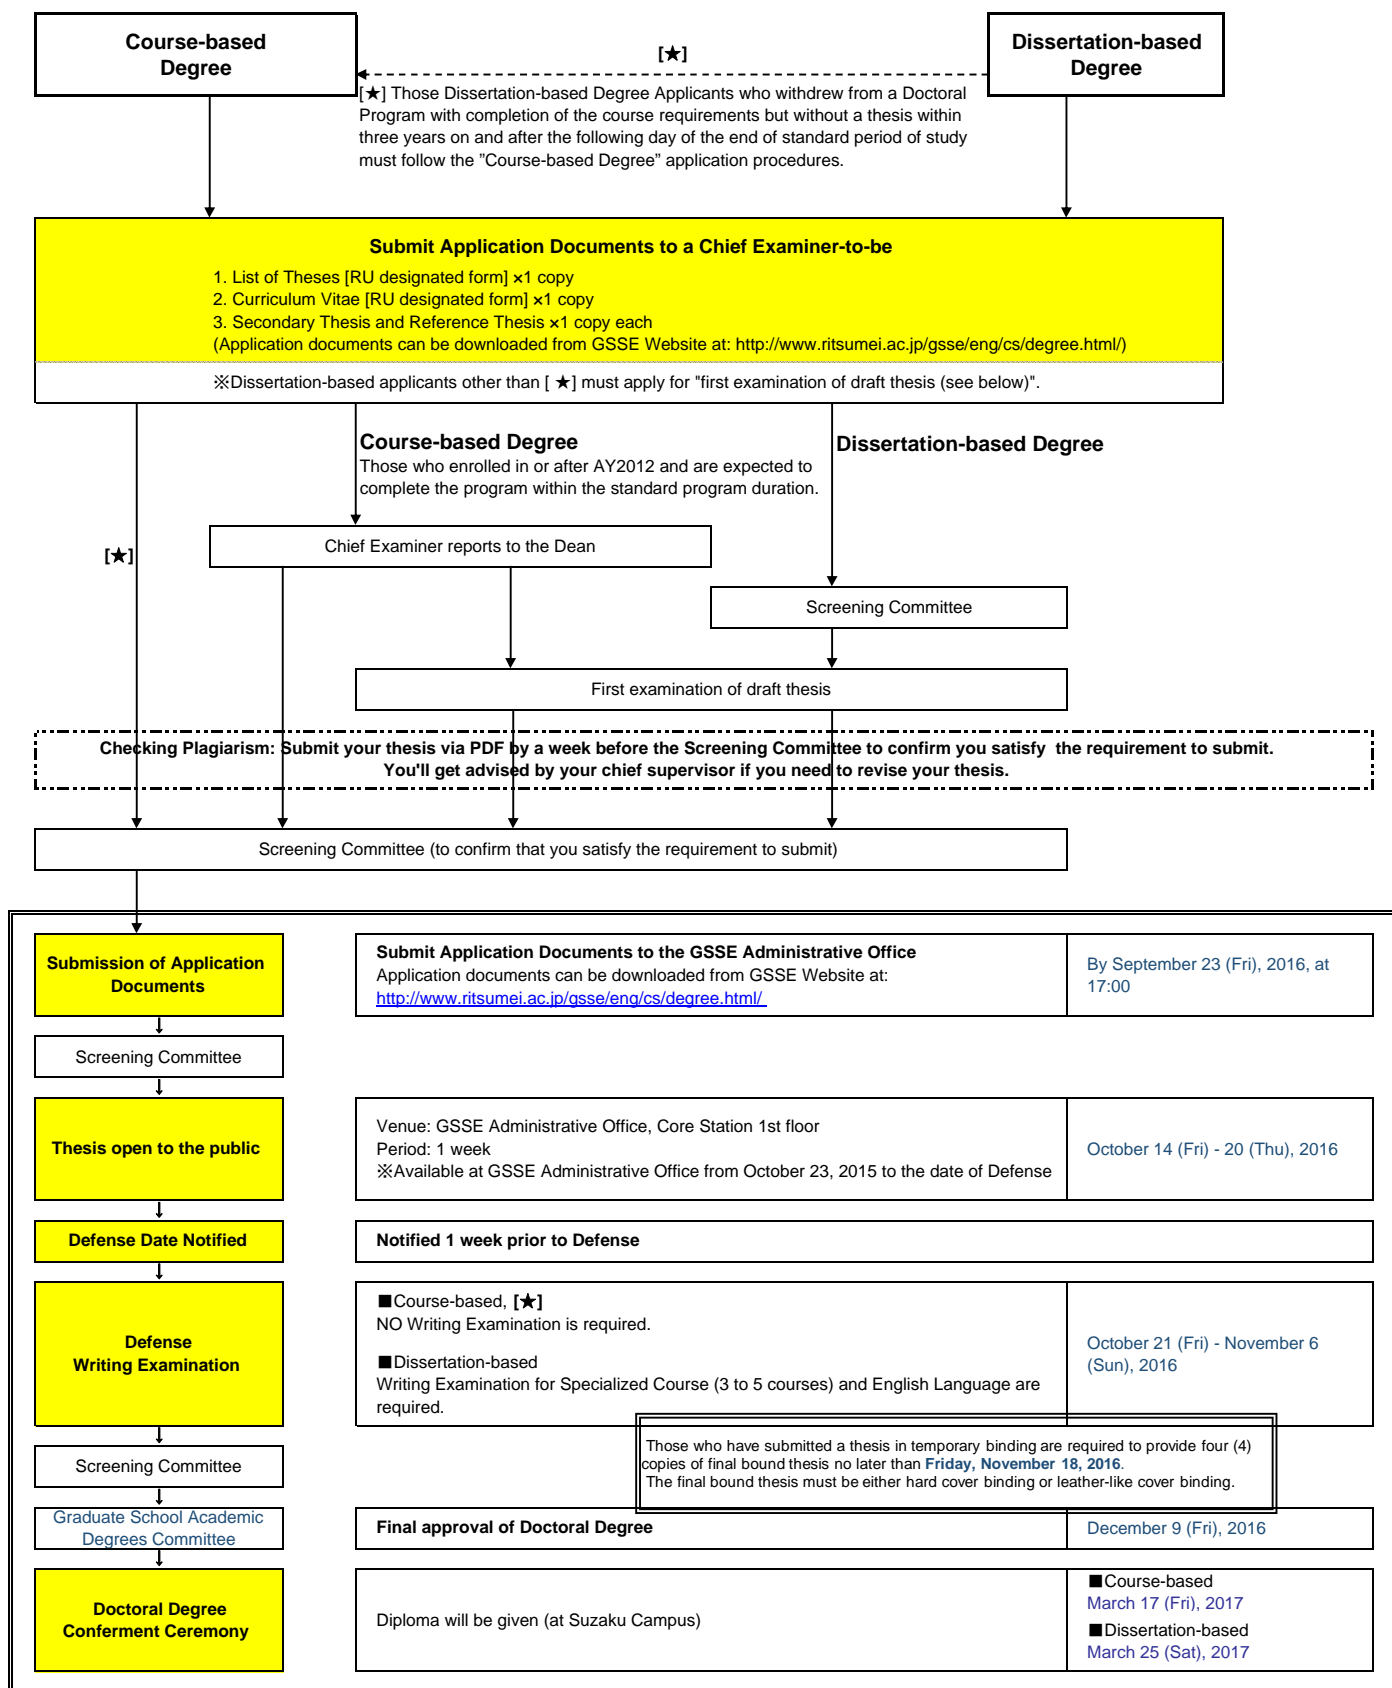 Course-based
Degree
[★]
Dissertation-based
Degree
[★] Those Dissertation-based Degree Applicants who withdrew from a Doctoral
Program with completion of the course requirements but without a thesis within
three years on and after the following day of the end of standard period of study
must follow the ”Course-based Degree” application procedures.
Submit Application Documents to a Chief Examiner-to-be
1. List of Theses [RU designated form] ×1 copy
2. Curriculum Vitae [RU designated form] ×1 copy
3. Secondary Thesis and Reference Thesis ×1 copy each
(Application documents can be downloaded from GSSE Website at: http://www.ritsumei.ac.jp/gsse/eng/cs/degree.html/)
※Dissertation-based applicants other than [ ★] must apply for "first examination of draft thesis (see below)".
Course-based Degree
Those who enrolled in or after AY2012 and are expected to
complete the program within the standard program duration.
Dissertation-based Degree
[★]
Chief Examiner reports to the Dean
Screening Committee
First examination of draft thesis
Checking Plagiarism: Submit your thesis via PDF by a week before the Screening Committee to confirm you satisfy the requirement to submit.
You'll get advised by your chief supervisor if you need to revise your thesis.
Screening Committee (to confirm that you satisfy the requirement to submit)
Submission of Application
Documents
Submit Application Documents to the GSSE Administrative Office
Application documents can be downloaded from GSSE Website at:
http://www.ritsumei.ac.jp/gsse/eng/cs/degree.html/
By September 23 (Fri), 2016, at
17:00
Screening Committee
Thesis open to the public
Venue: GSSE Administrative Office, Core Station 1st floor
Period: 1 week
※Available at GSSE Administrative Office from October 23, 2015 to the date of Defense
October 14 (Fri) - 20 (Thu), 2016
Defense Date Notified
Notified 1 week prior to Defense
Defense
Writing Examination
■Course-based, [★]
NO Writing Examination is required.
■Dissertation-based
Writing Examination for Specialized Course (3 to 5 courses) and English Language are
required.
October 21 (Fri) - November 6
(Sun), 2016
Screening Committee
Those who have submitted a thesis in temporary binding are required to provide four (4)
copies of final bound thesis no later than Friday, November 18, 2016.
The final bound thesis must be either hard cover binding or leather-like cover binding.
Graduate School Academic
Degrees Committee
Final approval of Doctoral Degree
December 9 (Fri), 2016
Doctoral Degree
Conferment Ceremony
Diploma will be given (at Suzaku Campus)
■Course-based
March 17 (Fri), 2017
■Dissertation-based
March 25 (Sat), 2017